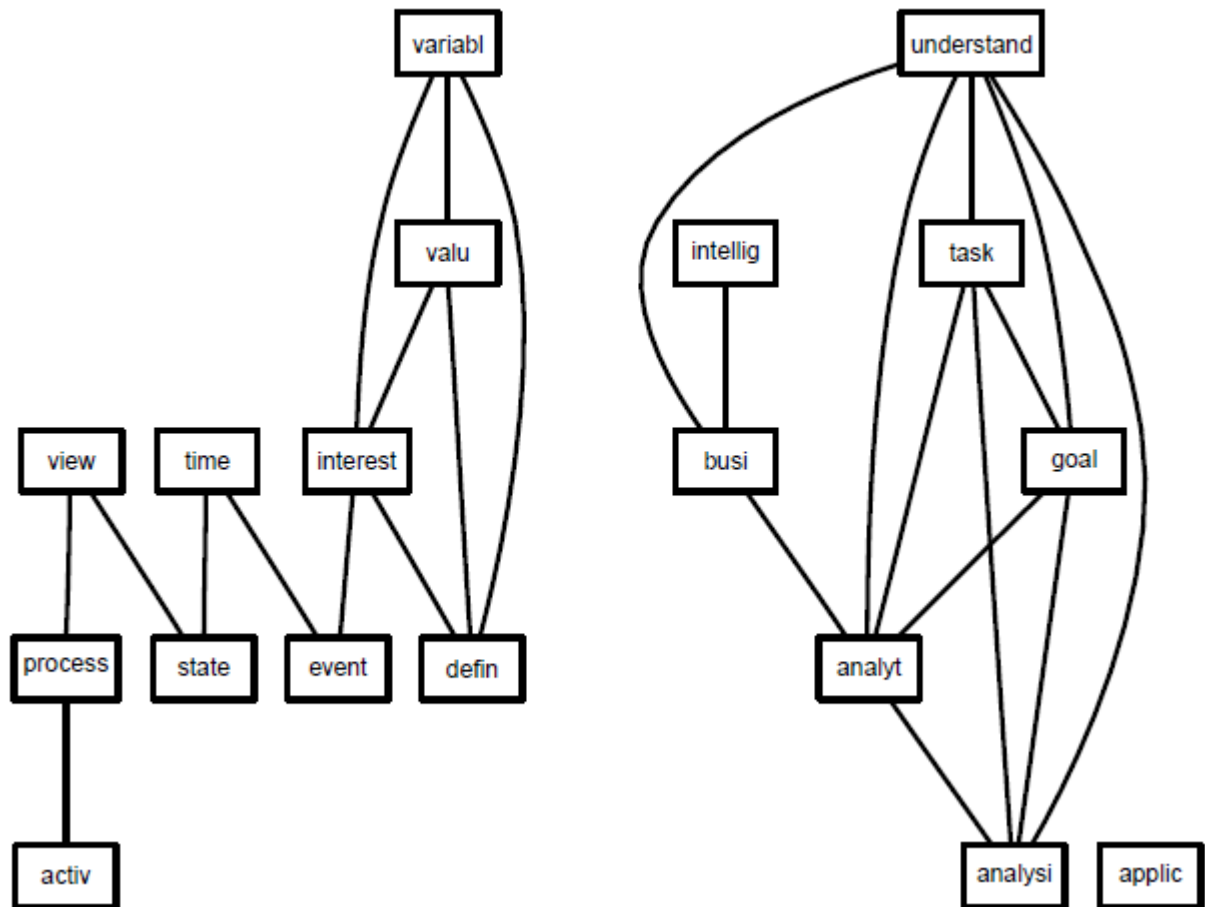 variabl
understand
valu
intellig
task
view
time
interest
busi
goal
process
state
event
defin
analyt
activ
analysi
applic